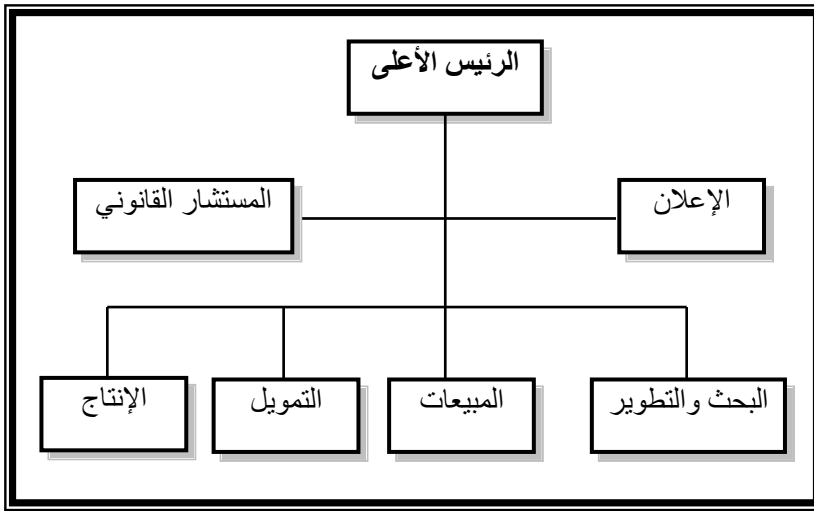 الرئيس الأعلى
الإعلان
المستشار القانوني
البحث والتطوير
المبيعات
التمويل
الإنتاج